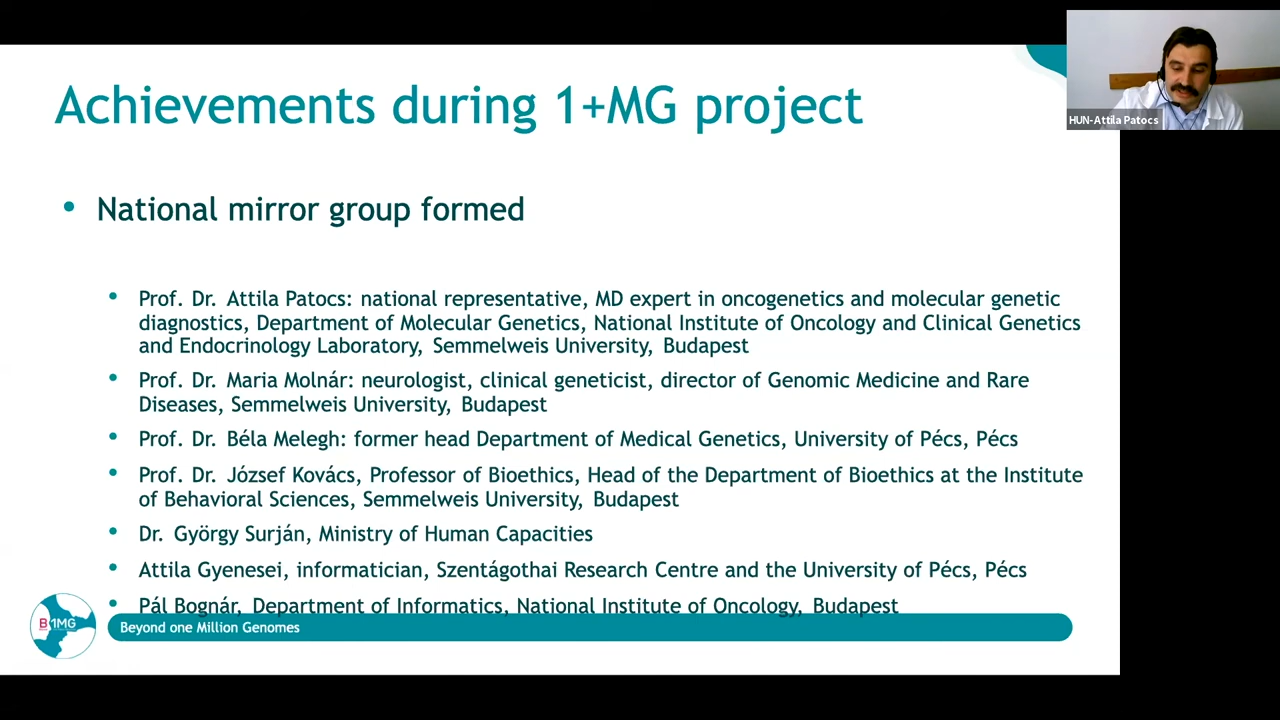 Achievements during 1+MG project
HUN-Attila Patocs
• National mirror group formed
• Prof. Dr. Attila Patocs: national representative, MD expert in oncogenetics and molecular genetic
diagnostics, Department of Molecular Genetics, National Institute of Oncology and Clinical Genetics
and Endocrinology Laboratory, Semmelweis University, Budapest
• Prof. Dr. Maria Molnár: neurologist, clinical geneticist, director of Genomic Medicine and Rare
Diseases, Semmelweis University, Budapest
• Prof. Dr. Béla Melegh: former head Department of Medical Genetics, University of Pécs, Pécs
• Prof. Dr. József Kovács, Professor of Bioethics, Head of the Department of Bioethics at the Institute
of Behavioral Sciences, Semmelweis University, Budapest
• Dr. György Surján, Ministry of Human Capacities
• Attila Gyenesei, informatician, Szentágothai Research Centre and the University of Pécs, Pécs
• Pál Bognár, Department of Informatics, National Institute of Oncology, Budapest
B1MG
Beyond one Million Genomes